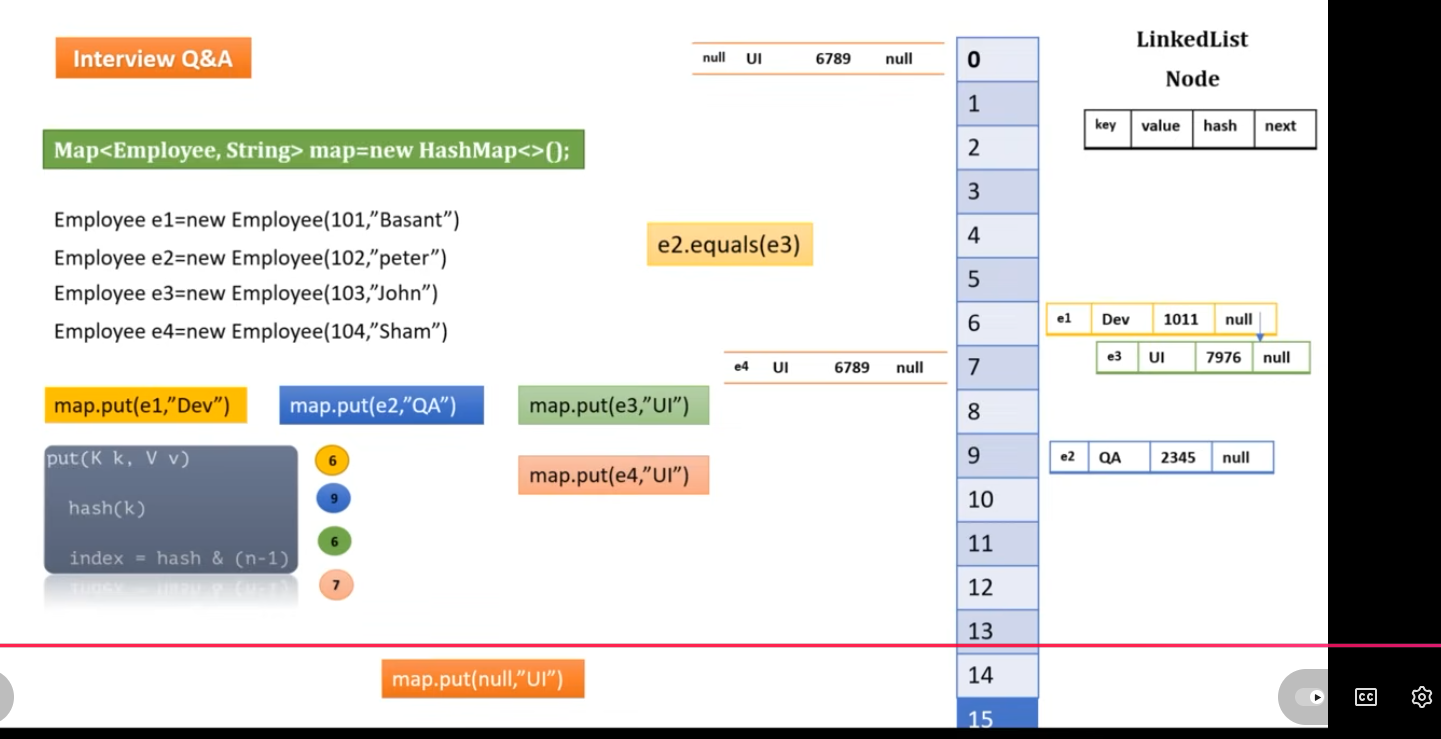 Interview Q&A
Map<Employee, String> map=new HashMap<>();
Employee e1=new Employee(101,”Basant”)
Employee e2=new Employee(102,”peter”)
Employee e3=new Employee(103,”John”)
Employee e4=new Employee(104,”Sham”)
map.put(e1,”Dev”)
map.put(e2,”QA”)
map.put(e3,”UI”)
map.put(e4,”UI”)
put(K k, V v)
hash(k)
index = hash & (n-1)
6
9
6
7
map.put(null,”UI”)
e2.equals(e3)
null UI 6789 null
e4 UI 6789 null
0
1
2
3
4
5
6
7
8
9
10
11
12
13
14
15
LinkedList
Node
key value hash next
e1 Dev 1011 null
e3 UI 7976 null
e2 QA 2345 null
CC